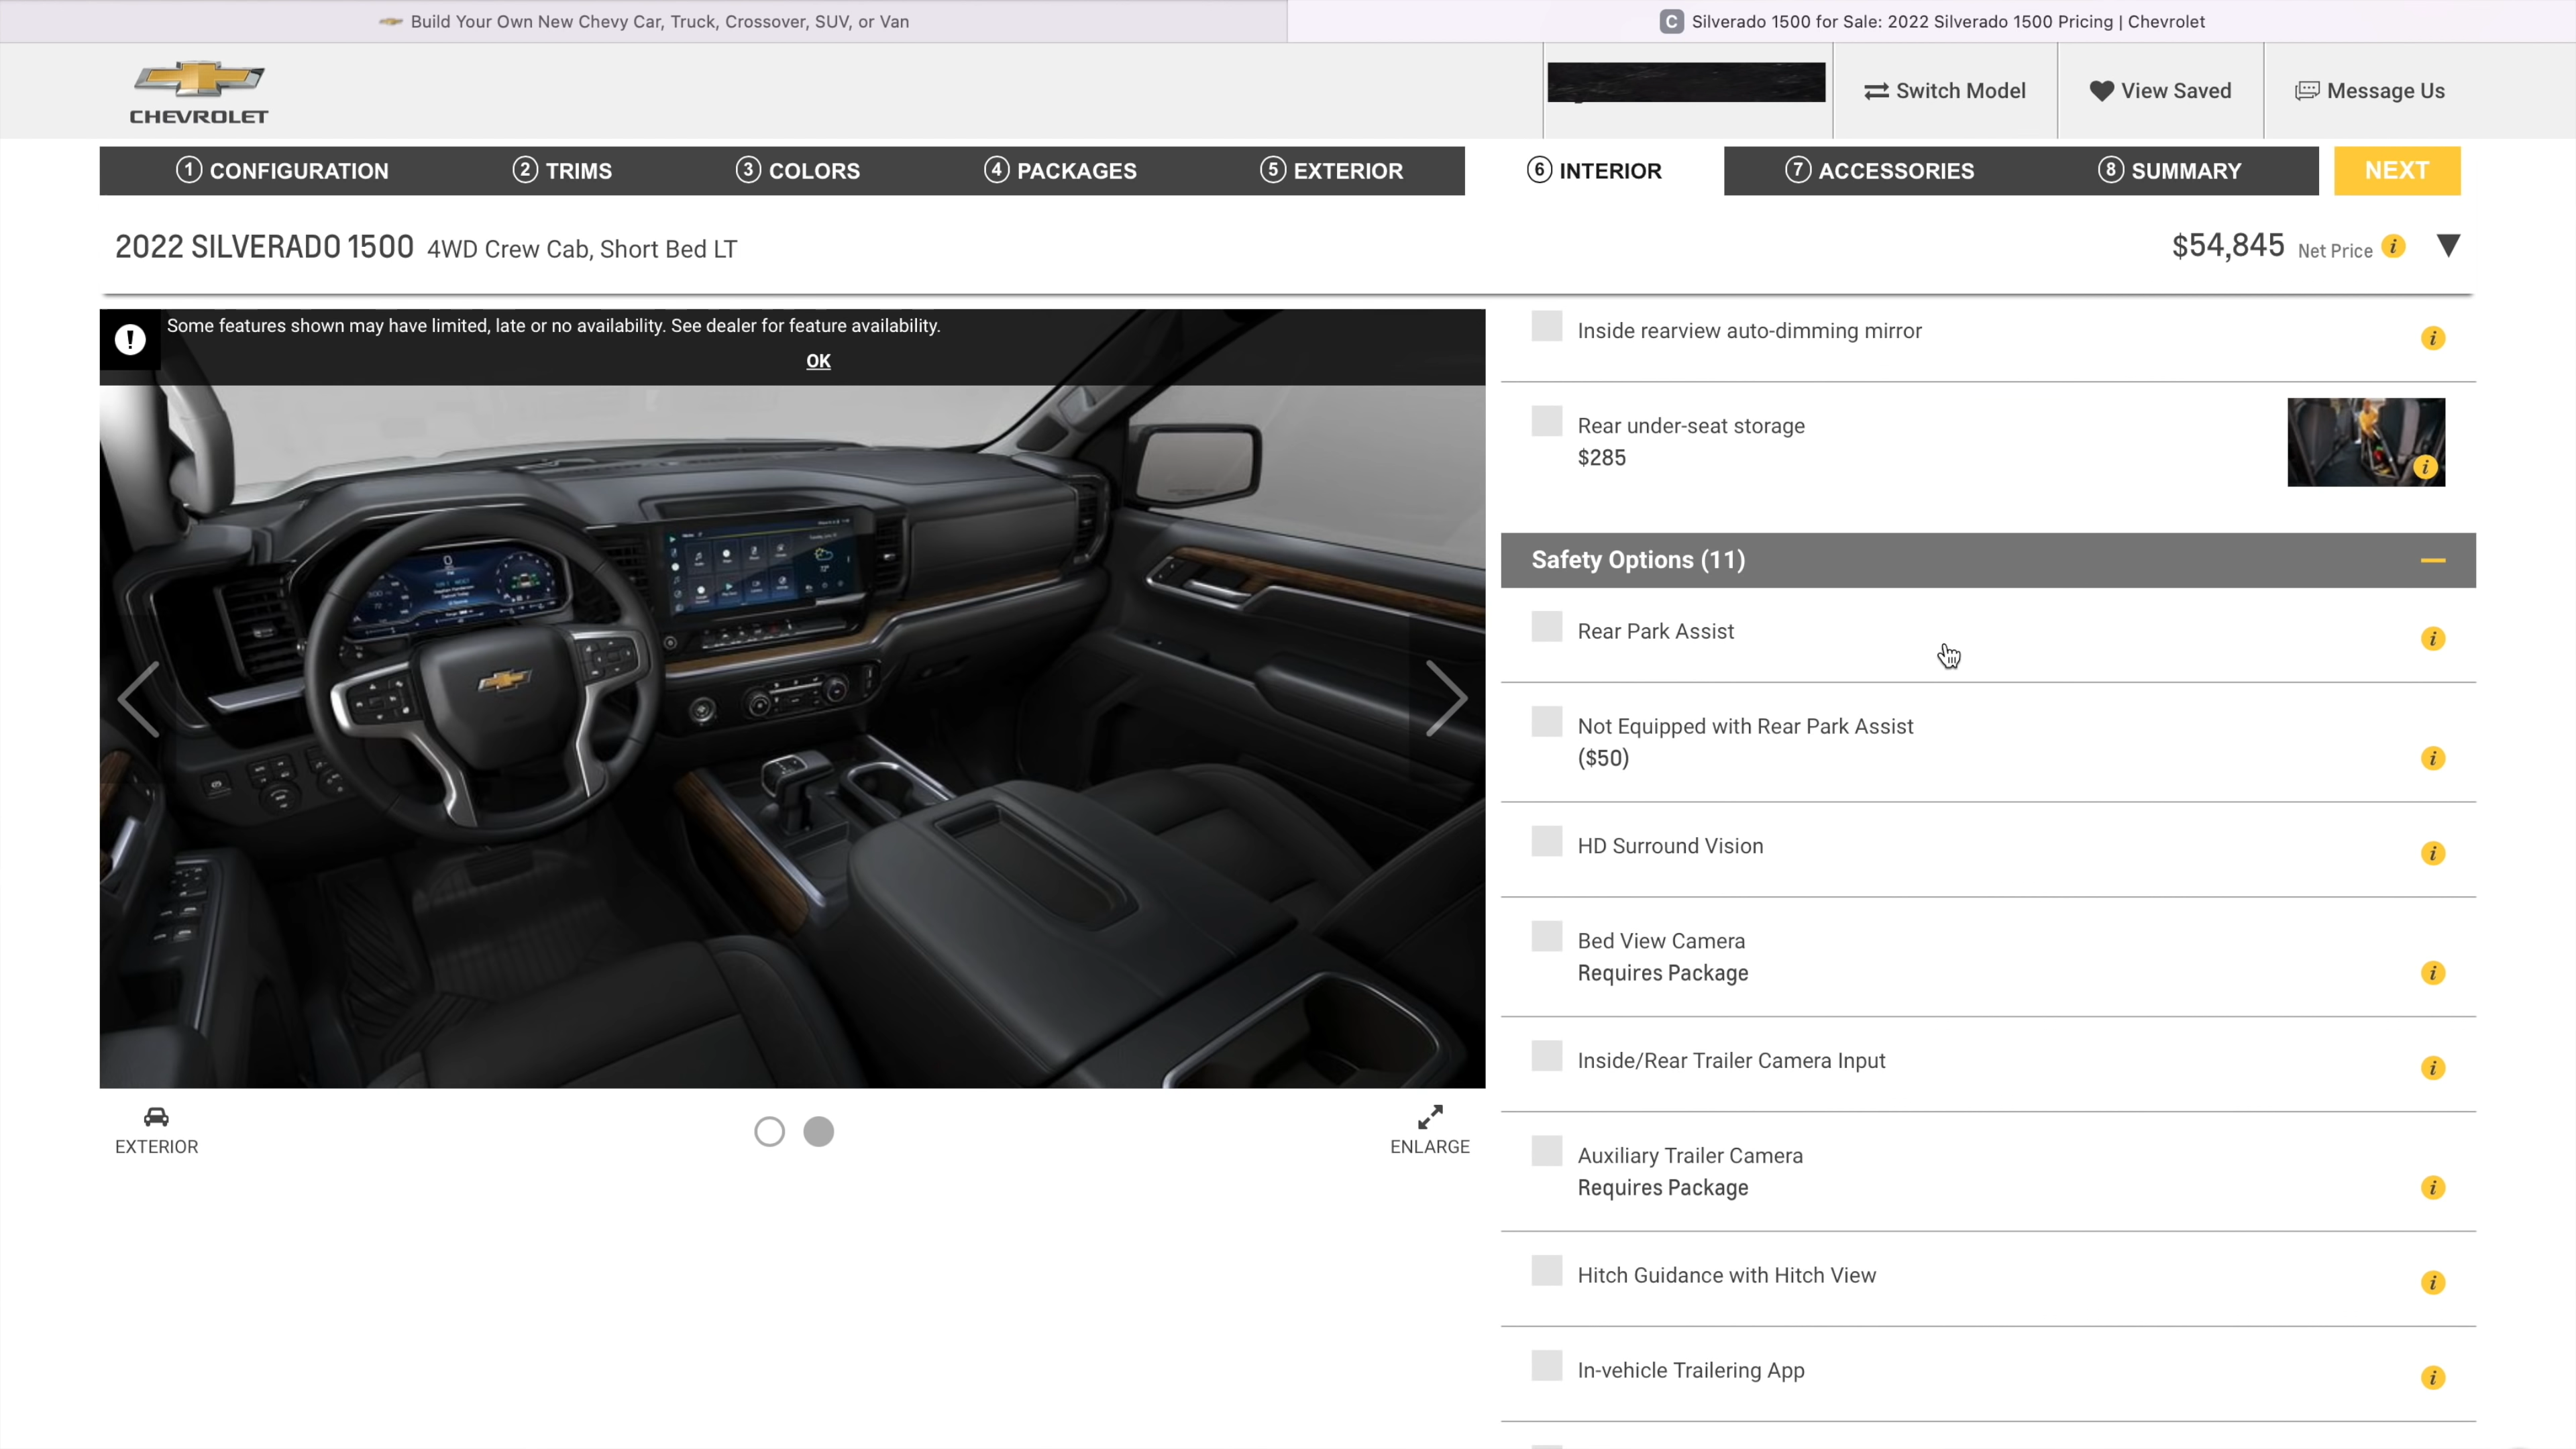 Build Your Own New Chevy Car, Truck, Crossover, SUV, or Van
C Silverado 1500 for Sale: 2022 Silverado 1500 Pricing | Chevrolet
CHEVROLET
Switch Model
View Saved
Message Us
1 CONFIGURATION
2 TRIMS
3 COLORS
4 PACKAGES
5 EXTERIOR
6 INTERIOR
7 ACCESSORIES
8 SUMMARY
NEXT
2022 SILVERADO 1500 4WD Crew Cab, Short Bed LT
$54,845 Net Price i
! Some features shown may have limited, late or no availability. See dealer for feature availability.
OK
EXTERIOR
ENLARGE
Inside rearview auto-dimming mirror i
Rear under-seat storage
$285
i
Safety Options (11)
Rear Park Assist i
Not Equipped with Rear Park Assist
($50) i
HD Surround Vision i
Bed View Camera
Requires Package i
Inside/Rear Trailer Camera Input i
Auxiliary Trailer Camera
Requires Package i
Hitch Guidance with Hitch View i
In-vehicle Trailering App i